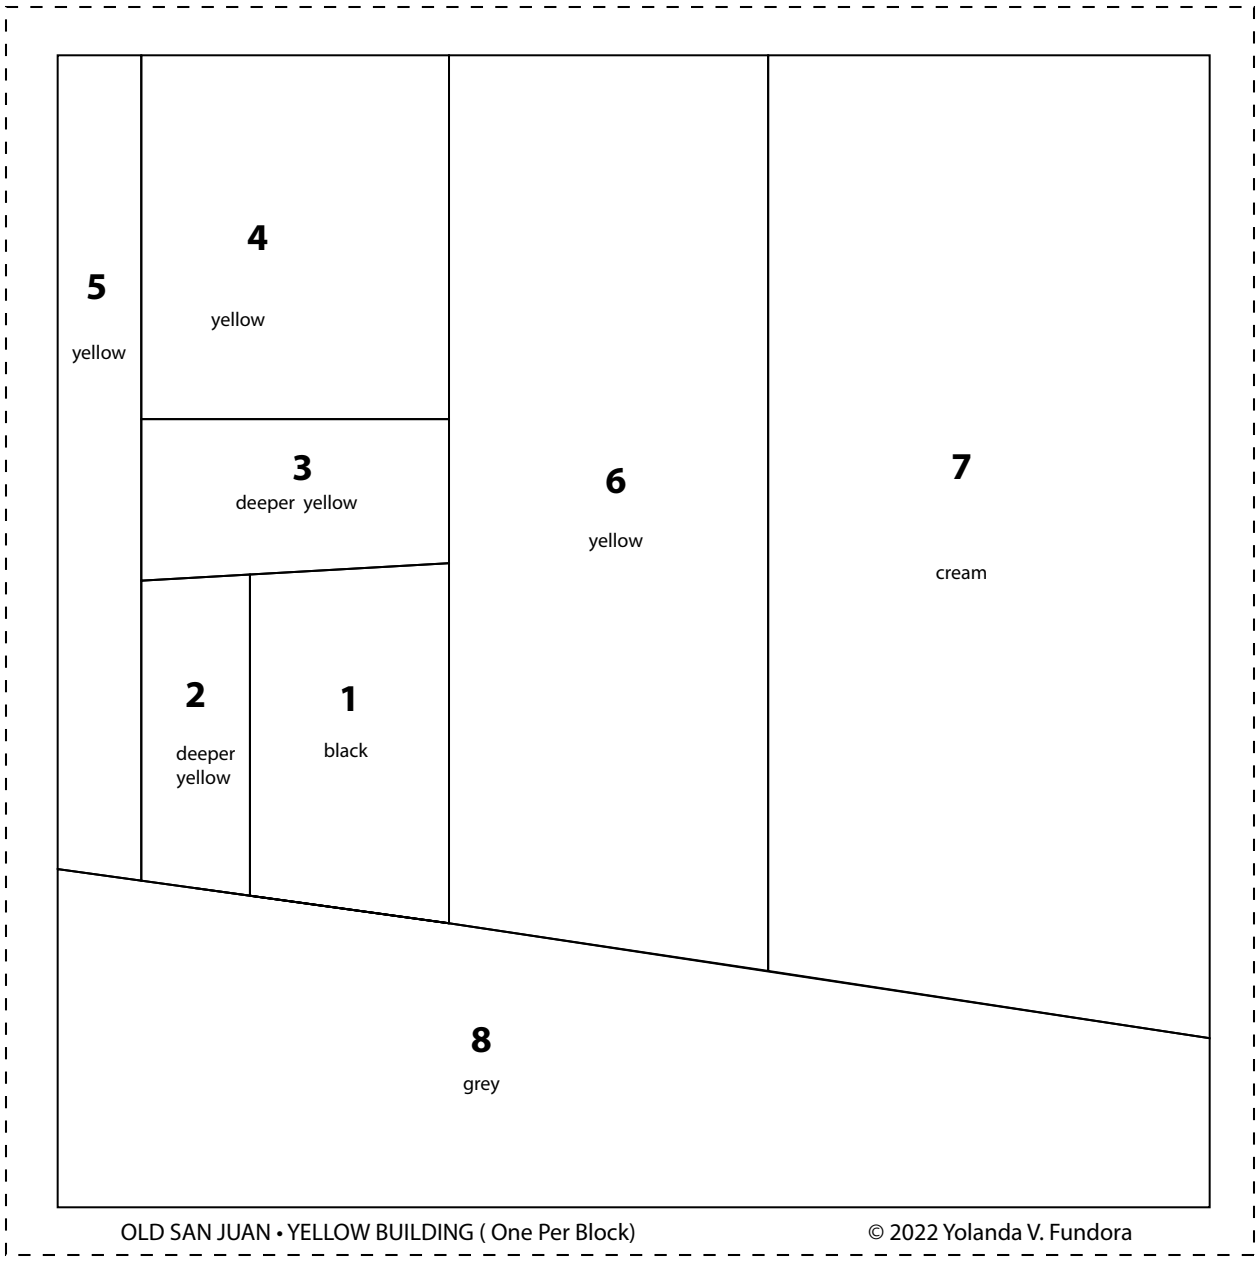 4
yellow
5
yellow
3
deeper yellow
6
yellow
7
cream
2
deeper
yellow
1
black
8
grey
OLD SAN JUAN • YELLOW BUILDING ( One Per Block)
© 2022 Yolanda V. Fundora